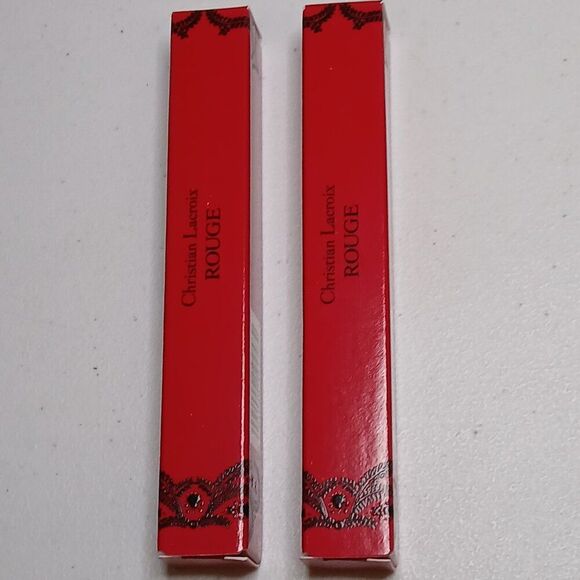 Christian Lacroix
ROUGE
Christian Lacroix
ROUGE